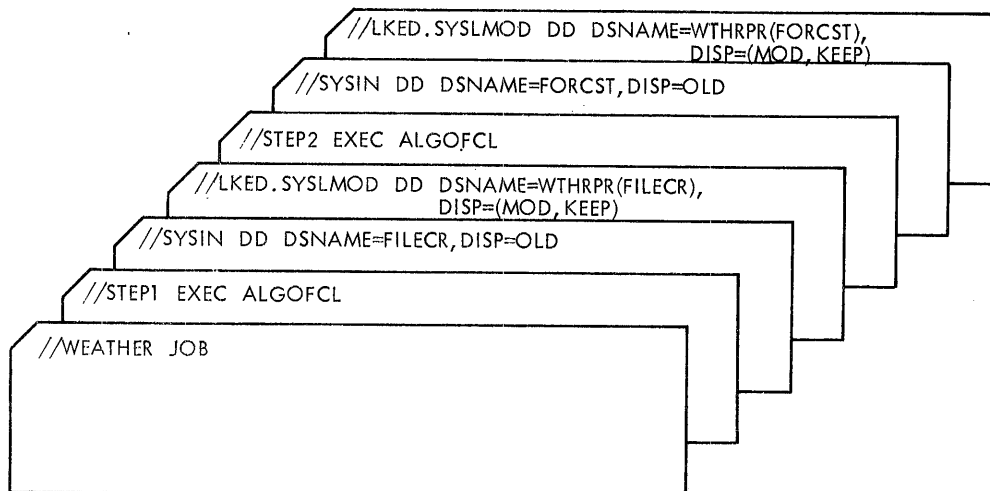 //LKED.SYSLMOD DD DSNAME=WTHRPR(FORCST),
DISP=(MOD,KEEP)
//SYSIN DD DSNAME=FORCST,DISP=OLD
//STEP2 EXEC ALGOFCL
//LKED.SYSLMOD DD DSNAME=WTHRPR(FILECR),
DISP=(MOD,KEEP)
//SYSIN DD DSNAME=FILECR,DISP=OLD
//STEP1 EXEC ALGOFCL
//WEATHER JOB